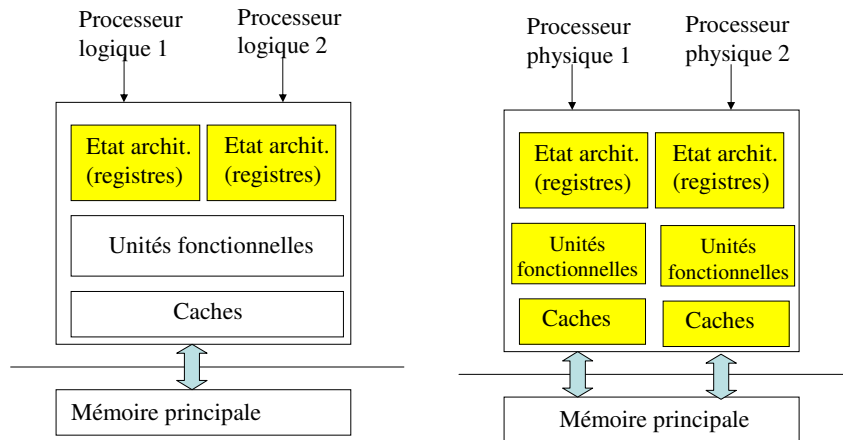 Processeur
logique 1
Processeur
logique 2
Etat archit.
(registres)
Etat archit.
(registres)
Unités fonctionnelles
Caches
Mémoire principale
Processeur
physique 1
Processeur
physique 2
Etat archit.
(registres)
Etat archit.
(registres)
Unités
fonctionnelles
Unités
fonctionnelles
Caches
Caches
Mémoire principale